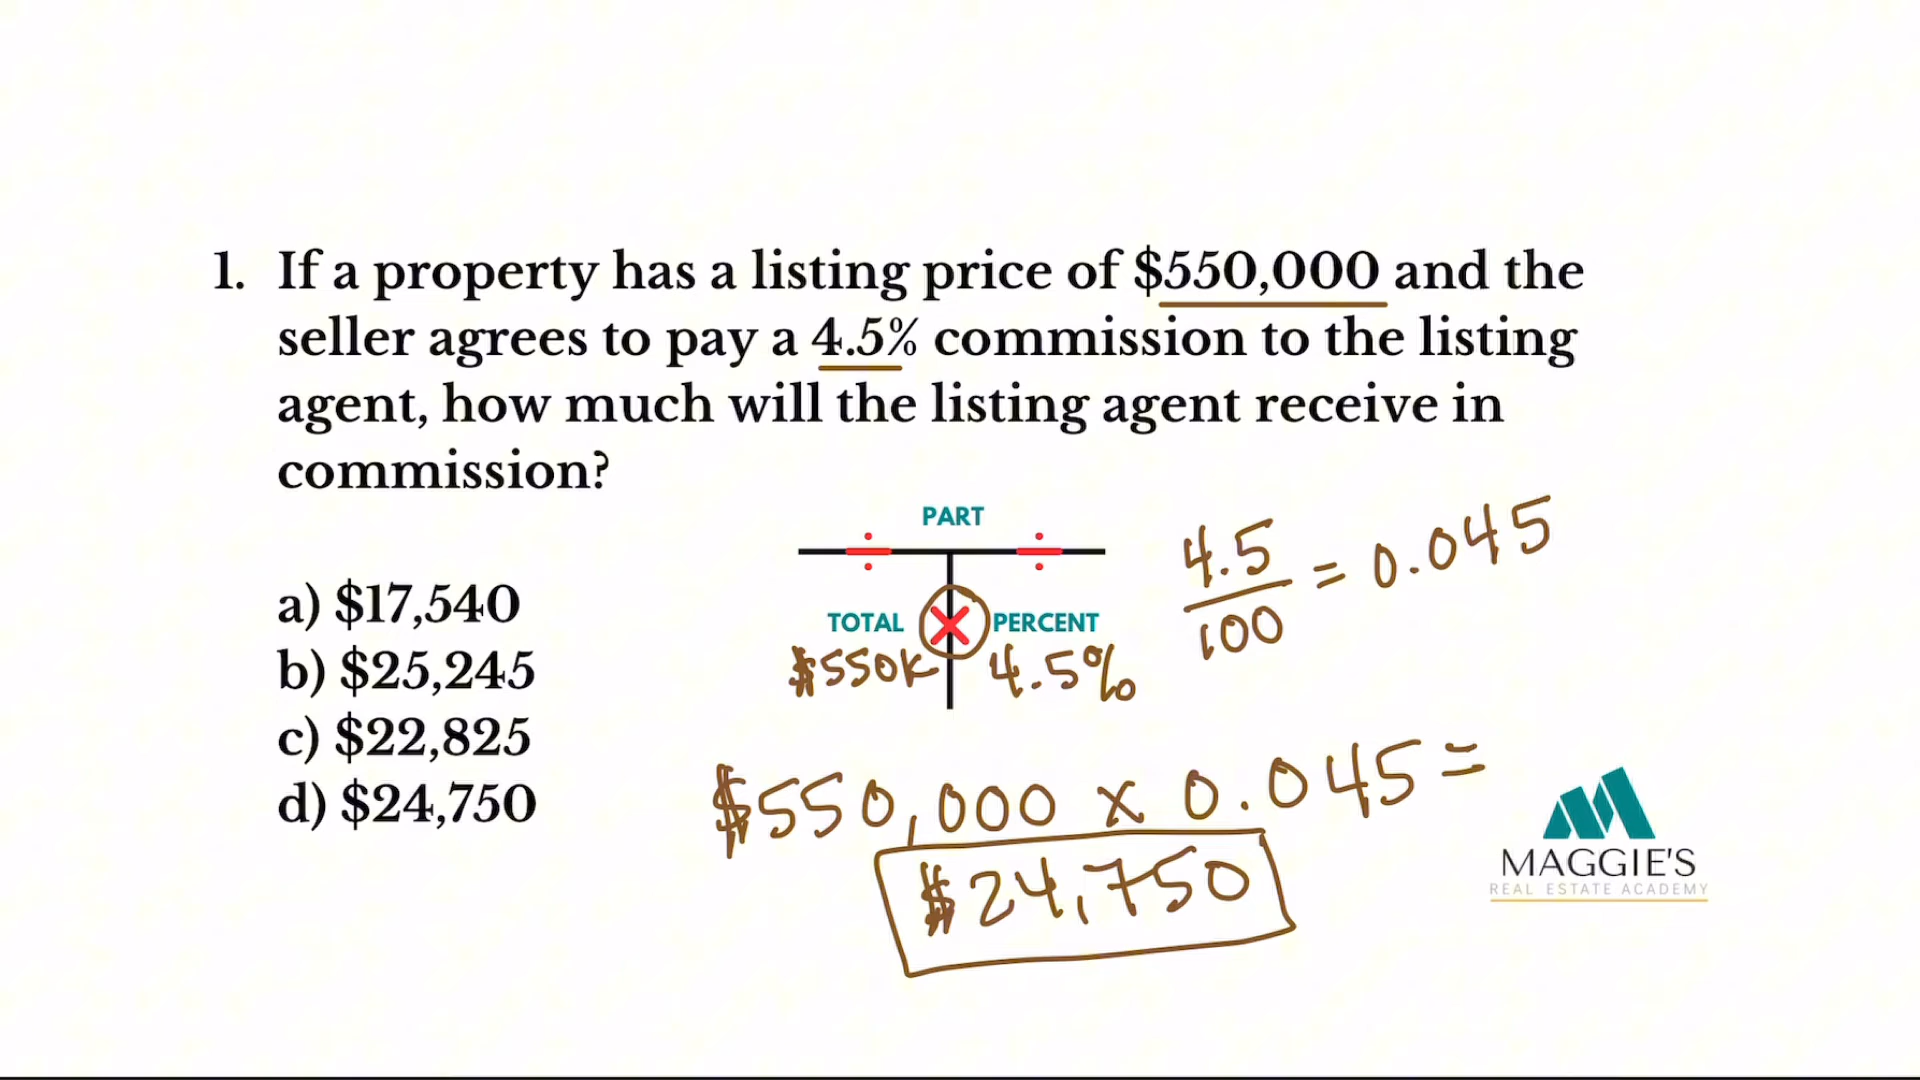 1. If a property has a listing price of $550,000 and the
seller agrees to pay a 4.5% commission to the listing
agent, how much will the listing agent receive in
commission?
a) $17,540
b) $25,245
c) $22,825
d) $24,750
PART
÷ ÷
TOTAL × PERCENT
$550K 4.5%
4.5
100
= 0.045
$550,000 x 0.045 =
$24,750
MAGGIE'S
REAL ESTATE ACADEMY